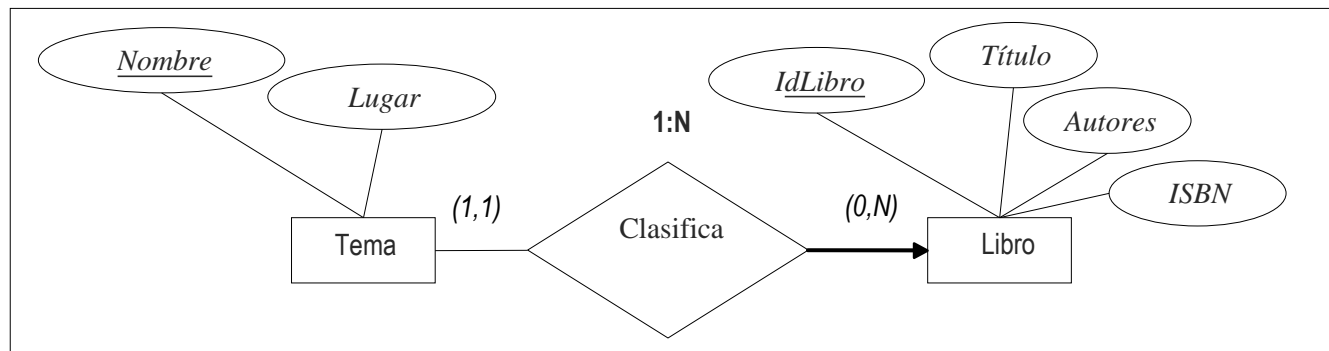 Nombre
Lugar
IdLibro
Título
Autores
ISBN
1:N
(1,1)
(0,N)
Tema
Clasifica
Libro